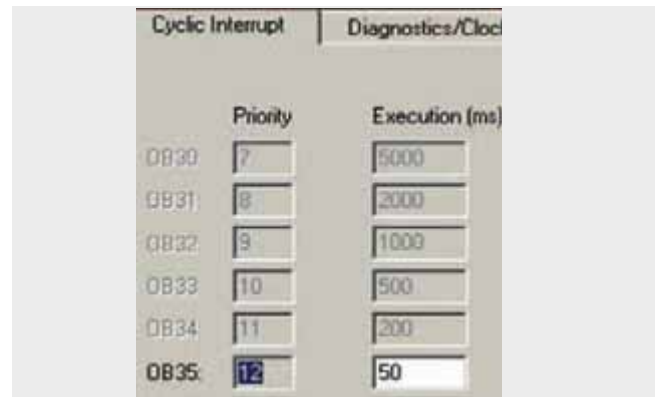 Cyclic Interrupt Diagnostics/Cloc
Priority Execution (ms)
OB30 7 5000
OB31 8 2000
OB32 9 1000
OB33 10 500
OB34 11 200
OB35: 12 50